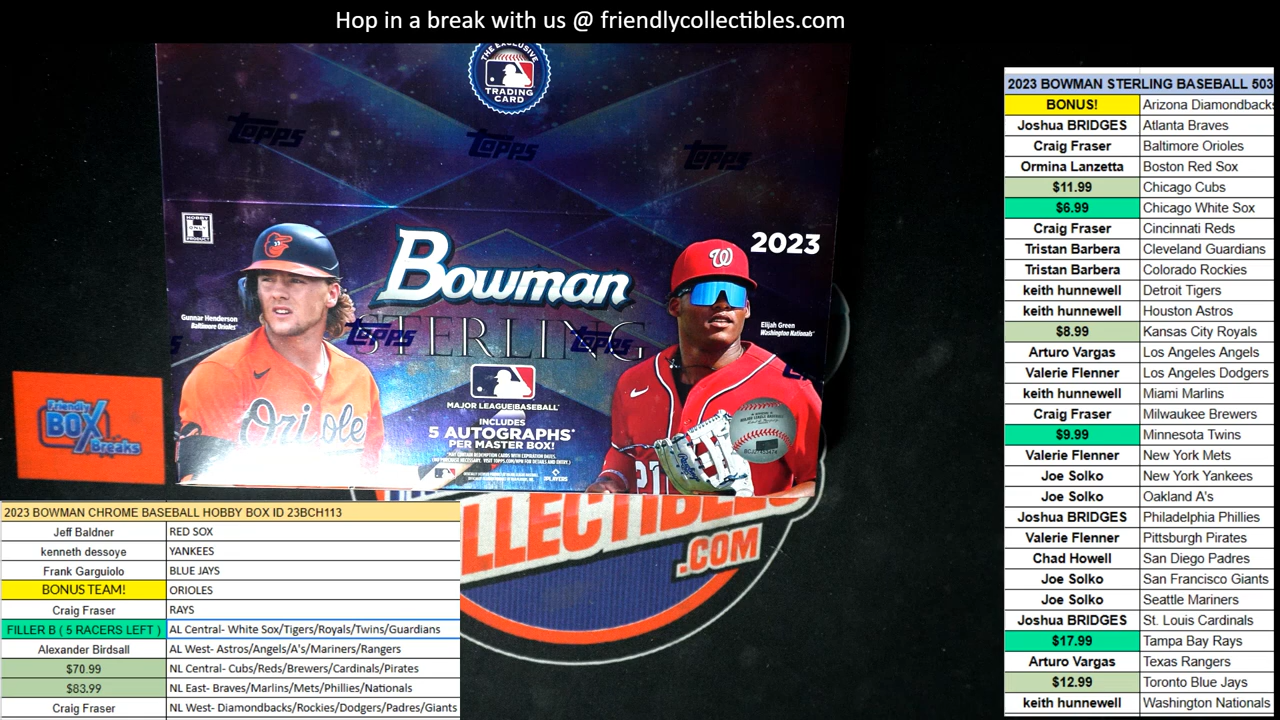 Hop in a break with us @ friendlycollectibles.com
THE EXCLUSIVE
TRADING
CARD
TOPPS TOPPS TOPPS
HOBBY
H
ONLY
PRODUCT
2023
Bowman
STERLING
TOPPS TOPPS
Gunnar Henderson
Baltimore Orioles
Elijah Green
Washington Nationals
MAJOR LEAGUE BASEBALL
INCLUDES
5 AUTOGRAPHS*
PER MASTER BOX!
Oriole
W
Friendly
BOX
Breaks
LLECTIBLES
.COM
2023 BOWMAN CHROME BASEBALL HOBBY BOX ID 23BCH113
Jeff Baldner RED SOX
kenneth dessoye YANKEES
Frank Garguiolo BLUE JAYS
BONUS TEAM! ORIOLES
Craig Fraser RAYS
FILLER B ( 5 RACERS LEFT ) AL Central- White Sox/Tigers/Royals/Twins/Guardians
Alexander Birdsall AL West- Astros/Angels/A's/Mariners/Rangers
$70.99 NL Central- Cubs/Reds/Brewers/Cardinals/Pirates
$83.99 NL East- Braves/Marlins/Mets/Phillies/Nationals
Craig Fraser NL West- Diamondbacks/Rockies/Dodgers/Padres/Giants
2023 BOWMAN STERLING BASEBALL 503
BONUS! Arizona Diamondbacks
Joshua BRIDGES Atlanta Braves
Craig Fraser Baltimore Orioles
Ormina Lanzetta Boston Red Sox
$11.99 Chicago Cubs
$6.99 Chicago White Sox
Craig Fraser Cincinnati Reds
Tristan Barbera Cleveland Guardians
Tristan Barbera Colorado Rockies
keith hunnewell Detroit Tigers
keith hunnewell Houston Astros
$8.99 Kansas City Royals
Arturo Vargas Los Angeles Angels
Valerie Flenner Los Angeles Dodgers
keith hunnewell Miami Marlins
Craig Fraser Milwaukee Brewers
$9.99 Minnesota Twins
Valerie Flenner New York Mets
Joe Solko New York Yankees
Joe Solko Oakland A's
Joshua BRIDGES Philadelphia Phillies
Valerie Flenner Pittsburgh Pirates
Chad Howell San Diego Padres
Joe Solko San Francisco Giants
Joe Solko Seattle Mariners
Joshua BRIDGES St. Louis Cardinals
$17.99 Tampa Bay Rays
Arturo Vargas Texas Rangers
$12.99 Toronto Blue Jays
keith hunnewell Washington Nationals